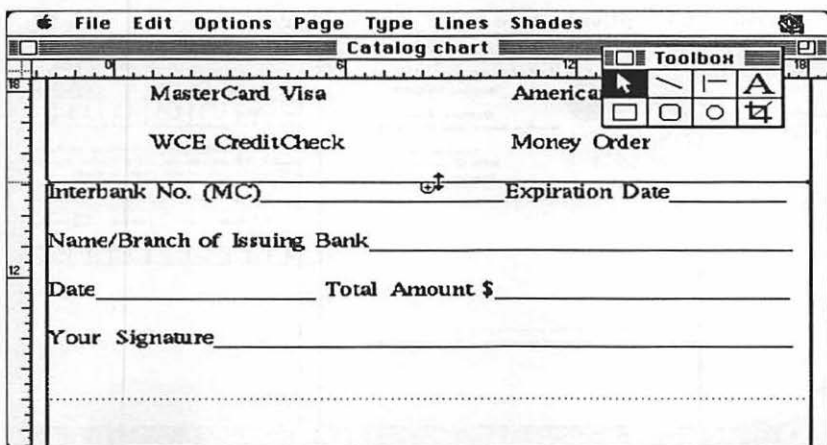 File Edit Options Page Type Lines Shades
Catalog chart
Toolbox
0 6 12 18
A
18
MasterCard Visa America
WCE CreditCheck Money Order
Interbank No. (MC) Expiration Date
Name/Branch of Issuing Bank
12
Date Total Amount $
Your Signature